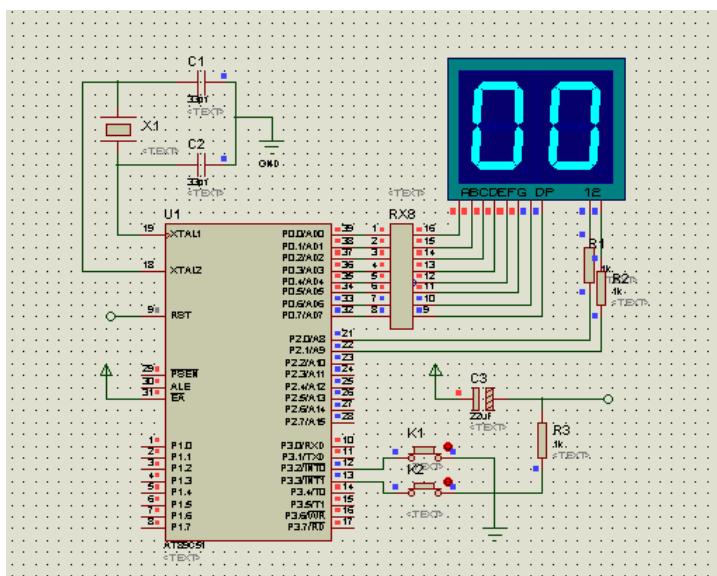 C1
33pf
<TEXT>
X1
<TEXT>
C2
33pf
<TEXT>
GND
00
ABCDEFG DP 12
U1
<TEXT>
RX8
19 XTAL1
18 XTAL2
9 RST
29 PSEN
30 ALE
31 EA
1 P1.0
2 P1.1
3 P1.2
4 P1.3
5 P1.4
6 P1.5
7 P1.6
8 P1.7
P0.0/AD0 39
P0.1/AD1 38
P0.2/AD2 37
P0.3/AD3 36
P0.4/AD4 35
P0.5/AD5 34
P0.6/AD6 33
P0.7/AD7 32
P2.0/A8 21
P2.1/A9 22
P2.2/A10 23
P2.3/A11 24
P2.4/A12 25
P2.5/A13 26
P2.6/A14 27
P2.7/A15 28
P3.0/RXD 10
P3.1/TXD 11
P3.2/INT0 12
P3.3/INT1 13
P3.4/T0 14
P3.5/T1 15
P3.6/WR 16
P3.7/RD 17
AT89C51
<TEXT>
1 16
2 15
3 14
4 13
5 12
6 11
7 10
8 9
R1
1k
<TEXT>
R2
1k
<TEXT>
C3
22uf
<TEXT>
R3
1k
<TEXT>
K1
<TEXT>
K2
<TEXT>